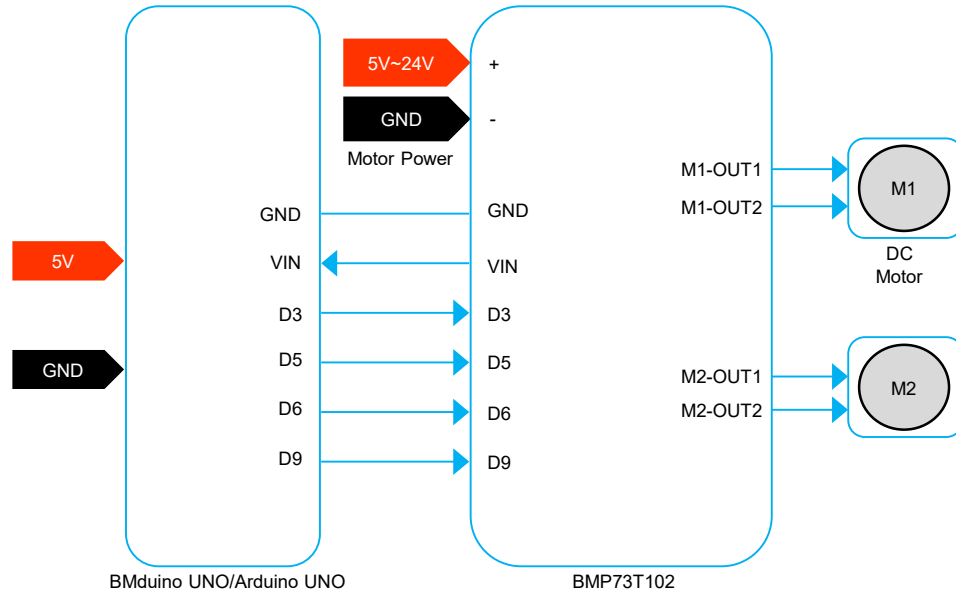 5V~24V
+
GND
-
Motor Power
M1-OUT1
M1-OUT2
M1
DC
Motor
GND
GND
5V
VIN
VIN
D3
D3
GND
D5
D5
M2-OUT1
M2-OUT2
M2
D6
D6
D9
D9
BMduino UNO/Arduino UNO
BMP73T102